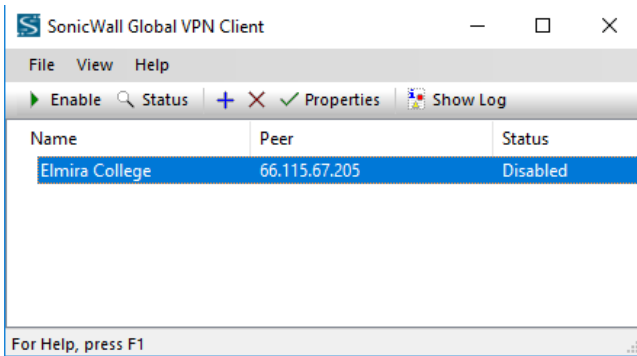 SonicWall Global VPN Client
File View Help
Enable Status Properties Show Log
Name Peer Status
Elmira College 66.115.67.205 Disabled
For Help, press F1